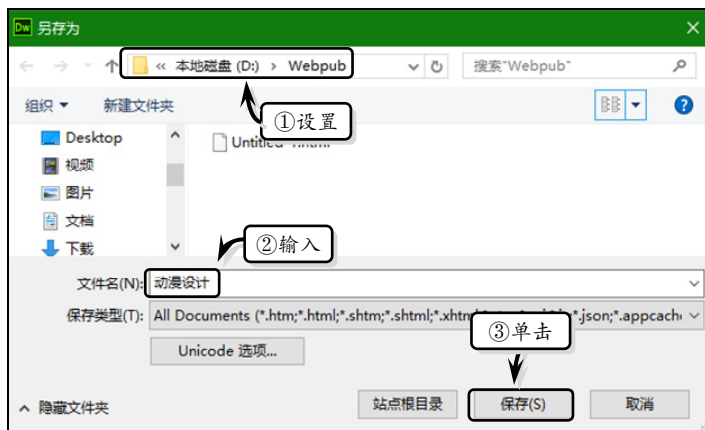 Dw 另存为
« 本地磁盘 (D:) › Webpub
搜索"Webpub"
组织 新建文件夹
①设置
Desktop
视频
图片
文档
下载
②输入
文件名(N): 动漫设计
保存类型(T): All Documents (*.htm;*.html;*.shtm;*.shtml;*.xhtm
*.json;*.appcach
③单击
Unicode 选项...
隐藏文件夹 站点根目录 保存(S) 取消